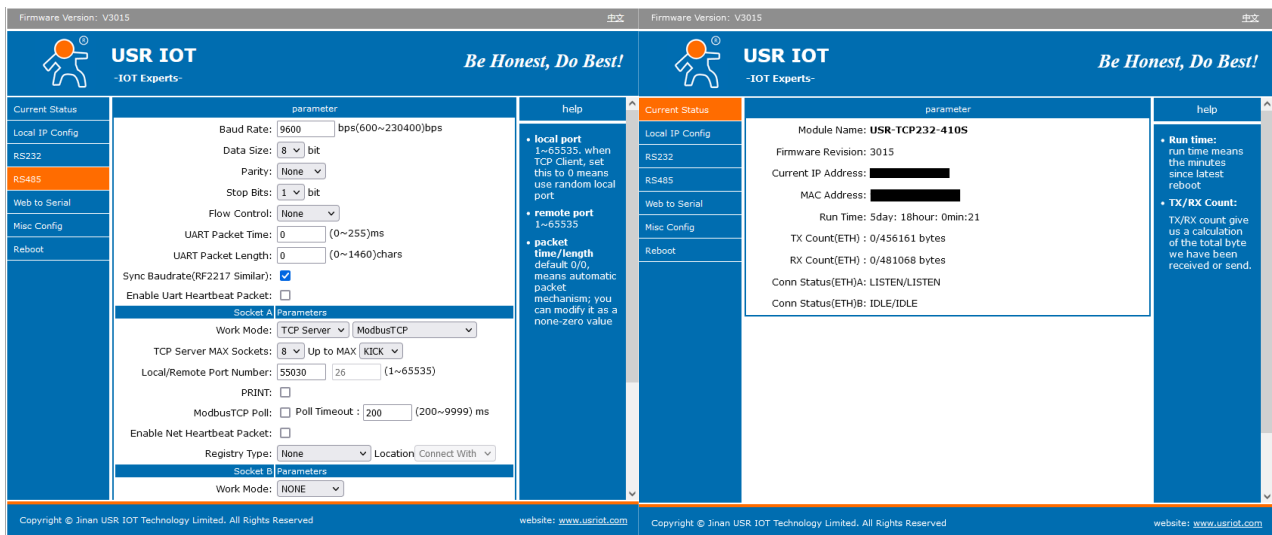 Firmware Version: V3015 中文
USR IOT
-IOT Experts-
Be Honest, Do Best!
Current Status
Local IP Config
RS232
RS485
Web to Serial
Misc Config
Reboot
parameter
Baud Rate: 9600 bps(600~230400)bps
Data Size: 8 bit
Parity: None
Stop Bits: 1 bit
Flow Control: None
UART Packet Time: 0 (0~255)ms
UART Packet Length: 0 (0~1460)chars
Sync Baudrate(RF2217 Similar):
Enable Uart Heartbeat Packet:
Socket A Parameters
Work Mode: TCP Server ModbusTCP
TCP Server MAX Sockets: 8 Up to MAX KICK
Local/Remote Port Number: 55030 26 (1~65535)
PRINT:
ModbusTCP Poll: Poll Timeout : 200 (200~9999) ms
Enable Net Heartbeat Packet:
Registry Type: None Location Connect With
Socket B Parameters
Work Mode: NONE
help
• local port
1~65535. when
TCP Client, set
this to 0 means
use random local
port
• remote port
1~65535
• packet
time/length
default 0/0,
means automatic
packet
mechanism; you
can modify it as a
none-zero value
Copyright © Jinan USR IOT Technology Limited. All Rights Reserved website: www.usriot.com
Firmware Version: V3015 中文
USR IOT
-IOT Experts-
Be Honest, Do Best!
Current Status
Local IP Config
RS232
RS485
Web to Serial
Misc Config
Reboot
parameter
Module Name: USR-TCP232-410S
Firmware Revision: 3015
Current IP Address:
MAC Address:
Run Time: 5day: 18hour: 0min:21
TX Count(ETH) : 0/456161 bytes
RX Count(ETH) : 0/481068 bytes
Conn Status(ETH)A: LISTEN/LISTEN
Conn Status(ETH)B: IDLE/IDLE
help
• Run time:
run time means
the minutes
since latest
reboot
• TX/RX Count:
TX/RX count give
us a calculation
of the total byte
we have been
received or send.
Copyright © Jinan USR IOT Technology Limited. All Rights Reserved website: www.usriot.com